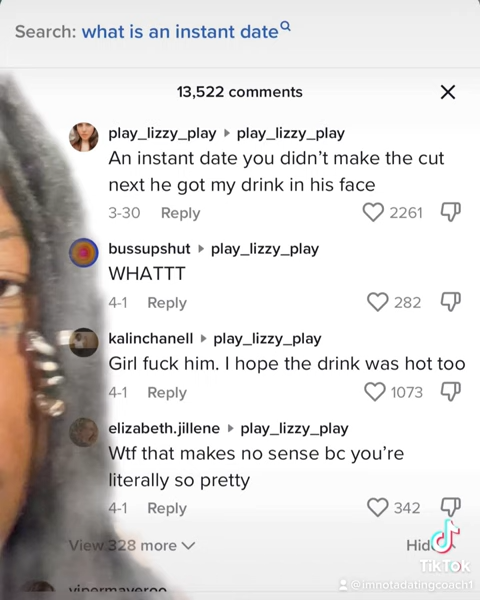 Search: what is an instant date
13,522 comments
play_lizzy_play ▸ play_lizzy_play
An instant date you didn't make the cut
next he got my drink in his face
3-30 Reply 2261
bussupshut ▸ play_lizzy_play
WHATTT
4-1 Reply 282
kalinchanell ▸ play_lizzy_play
Girl fuck him. I hope the drink was hot too
4-1 Reply 1073
elizabeth.jillene ▸ play_lizzy_play
Wtf that makes no sense bc you're
literally so pretty
4-1 Reply 342
View 328 more Hide
TikTok
@imnotadatingcoach1